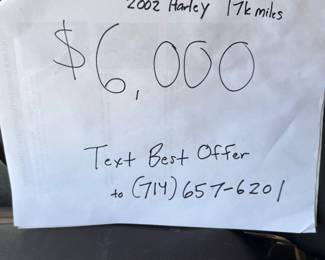 2002 Harley 17k miles
$6,000
Text Best Offer
to (714) 657-6201